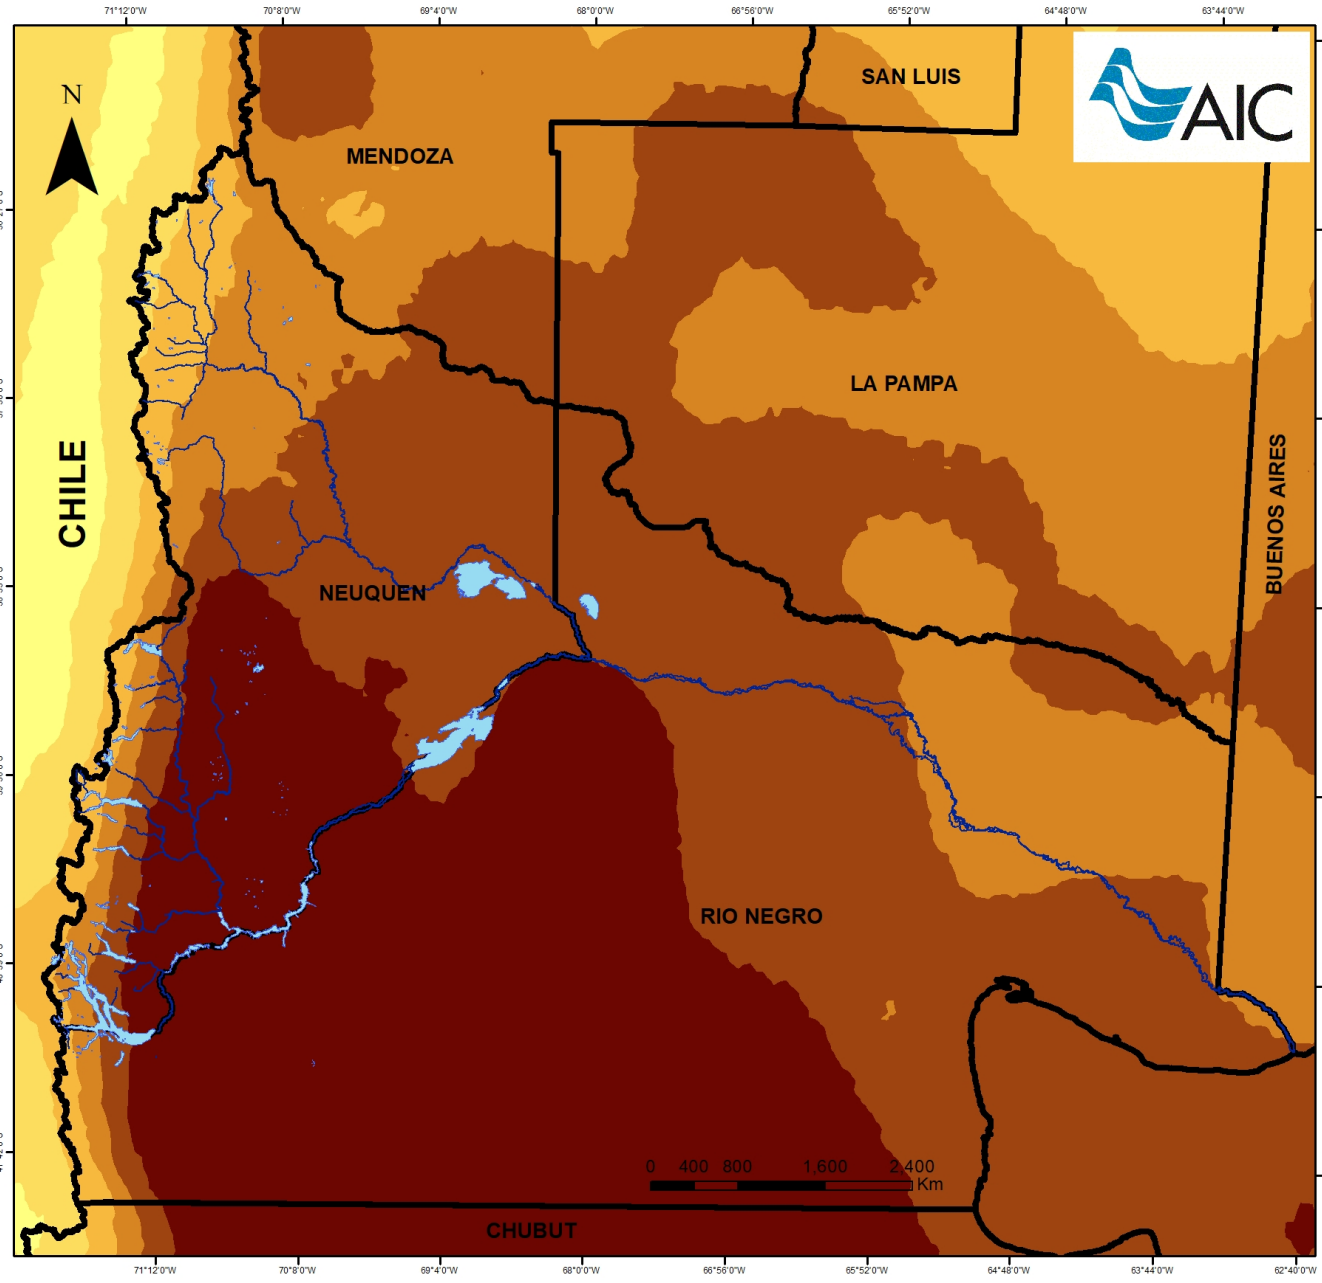 71°12'0"W 70°8'0"W 69°4'0"W 68°0'0"W 66°56'0"W 65°52'0"W 64°48'0"W 63°44'0"W
AIC
SAN LUIS
N
MENDOZA
LA PAMPA
CHILE
BUENOS AIRES
NEUQUEN
RIO NEGRO
0 400 800 1,600 2,400
Km
CHUBUT
71°12'0"W 70°8'0"W 69°4'0"W 68°0'0"W 66°56'0"W 65°52'0"W 64°48'0"W 63°44'0"W 62°40'0"W